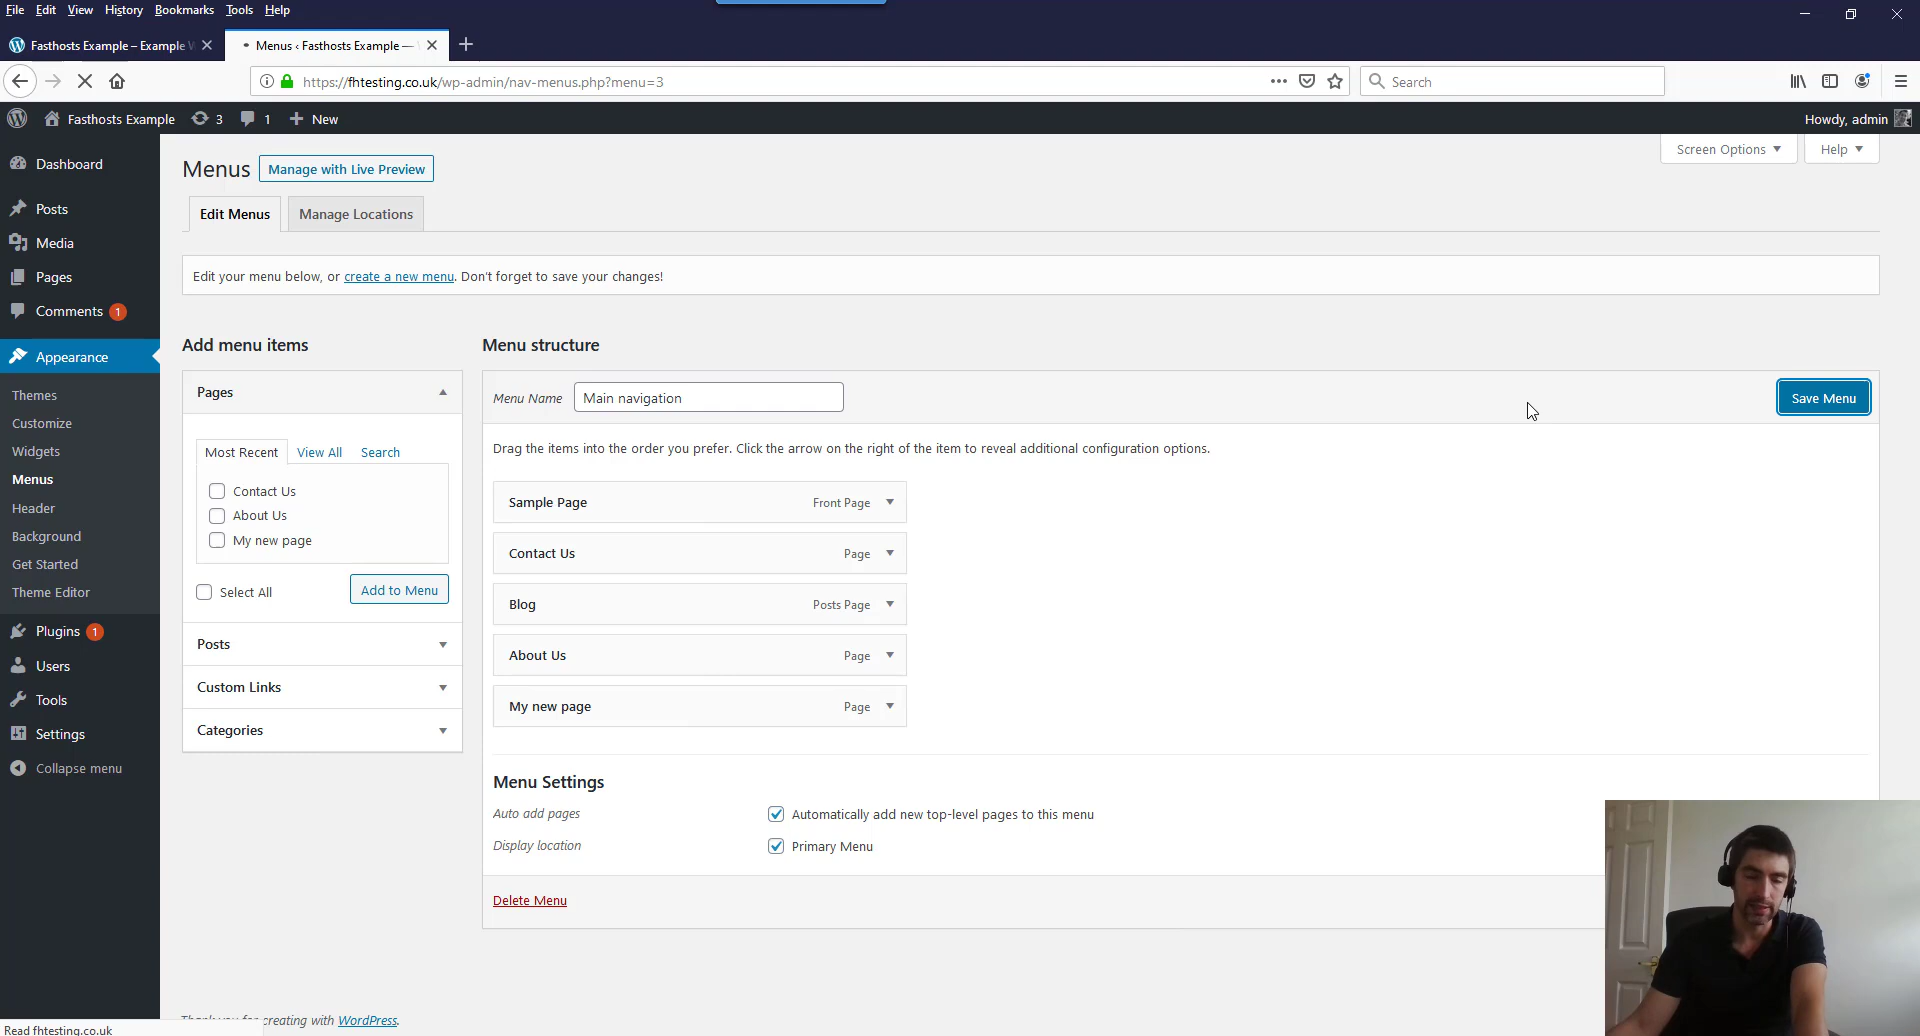 File Edit View History Bookmarks Tools Help
Fasthosts Example – Example W
Menus ‹ Fasthosts Example —
https://fhtesting.co.uk/wp-admin/nav-menus.php?menu=3
Search
Fasthosts Example 3 1 New
Howdy, admin
Dashboard
Posts
Media
Pages
Comments 1
Appearance
Themes
Customize
Widgets
Menus
Header
Background
Get Started
Theme Editor
Plugins 1
Users
Tools
Settings
Collapse menu
Screen Options
Help
Menus
Manage with Live Preview
Edit Menus
Manage Locations
Edit your menu below, or create a new menu. Don't forget to save your changes!
Add menu items
Pages
Most Recent View All Search
Contact Us
About Us
My new page
Select All
Add to Menu
Posts
Custom Links
Categories
Menu structure
Menu Name Main navigation
Save Menu
Drag the items into the order you prefer. Click the arrow on the right of the item to reveal additional configuration options.
Sample Page Front Page
Contact Us Page
Blog Posts Page
About Us Page
My new page Page
Menu Settings
Auto add pages Automatically add new top-level pages to this menu
Display location Primary Menu
Delete Menu
Thank you for creating with WordPress.
Read fhtesting.co.uk